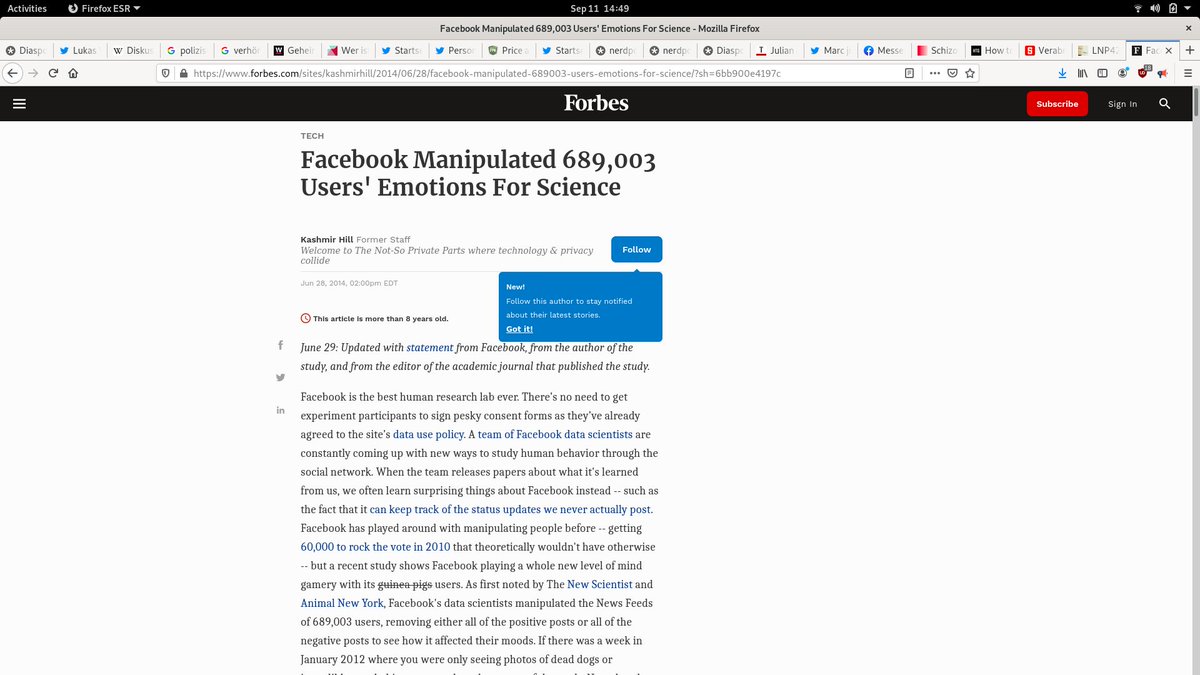 Activities Firefox ESR Sep 11 14:49
Facebook Manipulated 689,003 Users' Emotions For Science - Mozilla Firefox
Diaspo Lukas Diskus polizis verhör Geheim Wer is Starts Person Price Starts nerdpo nerdpo Diaspo Julian Marc Messe Schizo How t Verab LNP42 Fac
https://www.forbes.com/sites/kashmirhill/2014/06/28/facebook-manipulated-689003-users-emotions-for-science/?sh=6bb900e4197c
Forbes
Subscribe
Sign In
TECH
Facebook Manipulated 689,003
Users' Emotions For Science
Kashmir Hill Former Staff
Welcome to The Not-So Private Parts where technology & privacy
collide
Follow
Jun 28, 2014, 02:00pm EDT
New!
Follow this author to stay notified
about their latest stories.
Got it!
This article is more than 8 years old.
June 29: Updated with statement from Facebook, from the author of the
study, and from the editor of the academic journal that published the study.
Facebook is the best human research lab ever. There's no need to get
experiment participants to sign pesky consent forms as they've already
agreed to the site's data use policy. A team of Facebook data scientists are
constantly coming up with new ways to study human behavior through the
social network. When the team releases papers about what it's learned
from us, we often learn surprising things about Facebook instead -- such as
the fact that it can keep track of the status updates we never actually post.
Facebook has played around with manipulating people before -- getting
60,000 to rock the vote in 2010 that theoretically wouldn't have otherwise
-- but a recent study shows Facebook playing a whole new level of mind
gamery with its guinea pigs users. As first noted by The New Scientist and
Animal New York, Facebook's data scientists manipulated the News Feeds
of 689,003 users, removing either all of the positive posts or all of the
negative posts to see how it affected their moods. If there was a week in
January 2012 where you were only seeing photos of dead dogs or